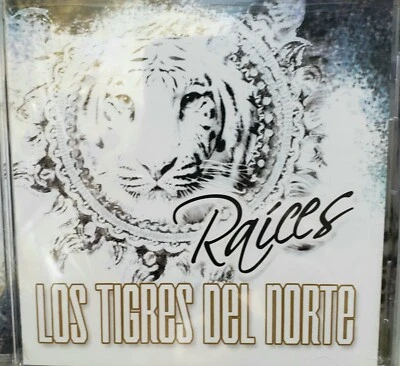 Raíces
LOS TIGRES DEL NORTE